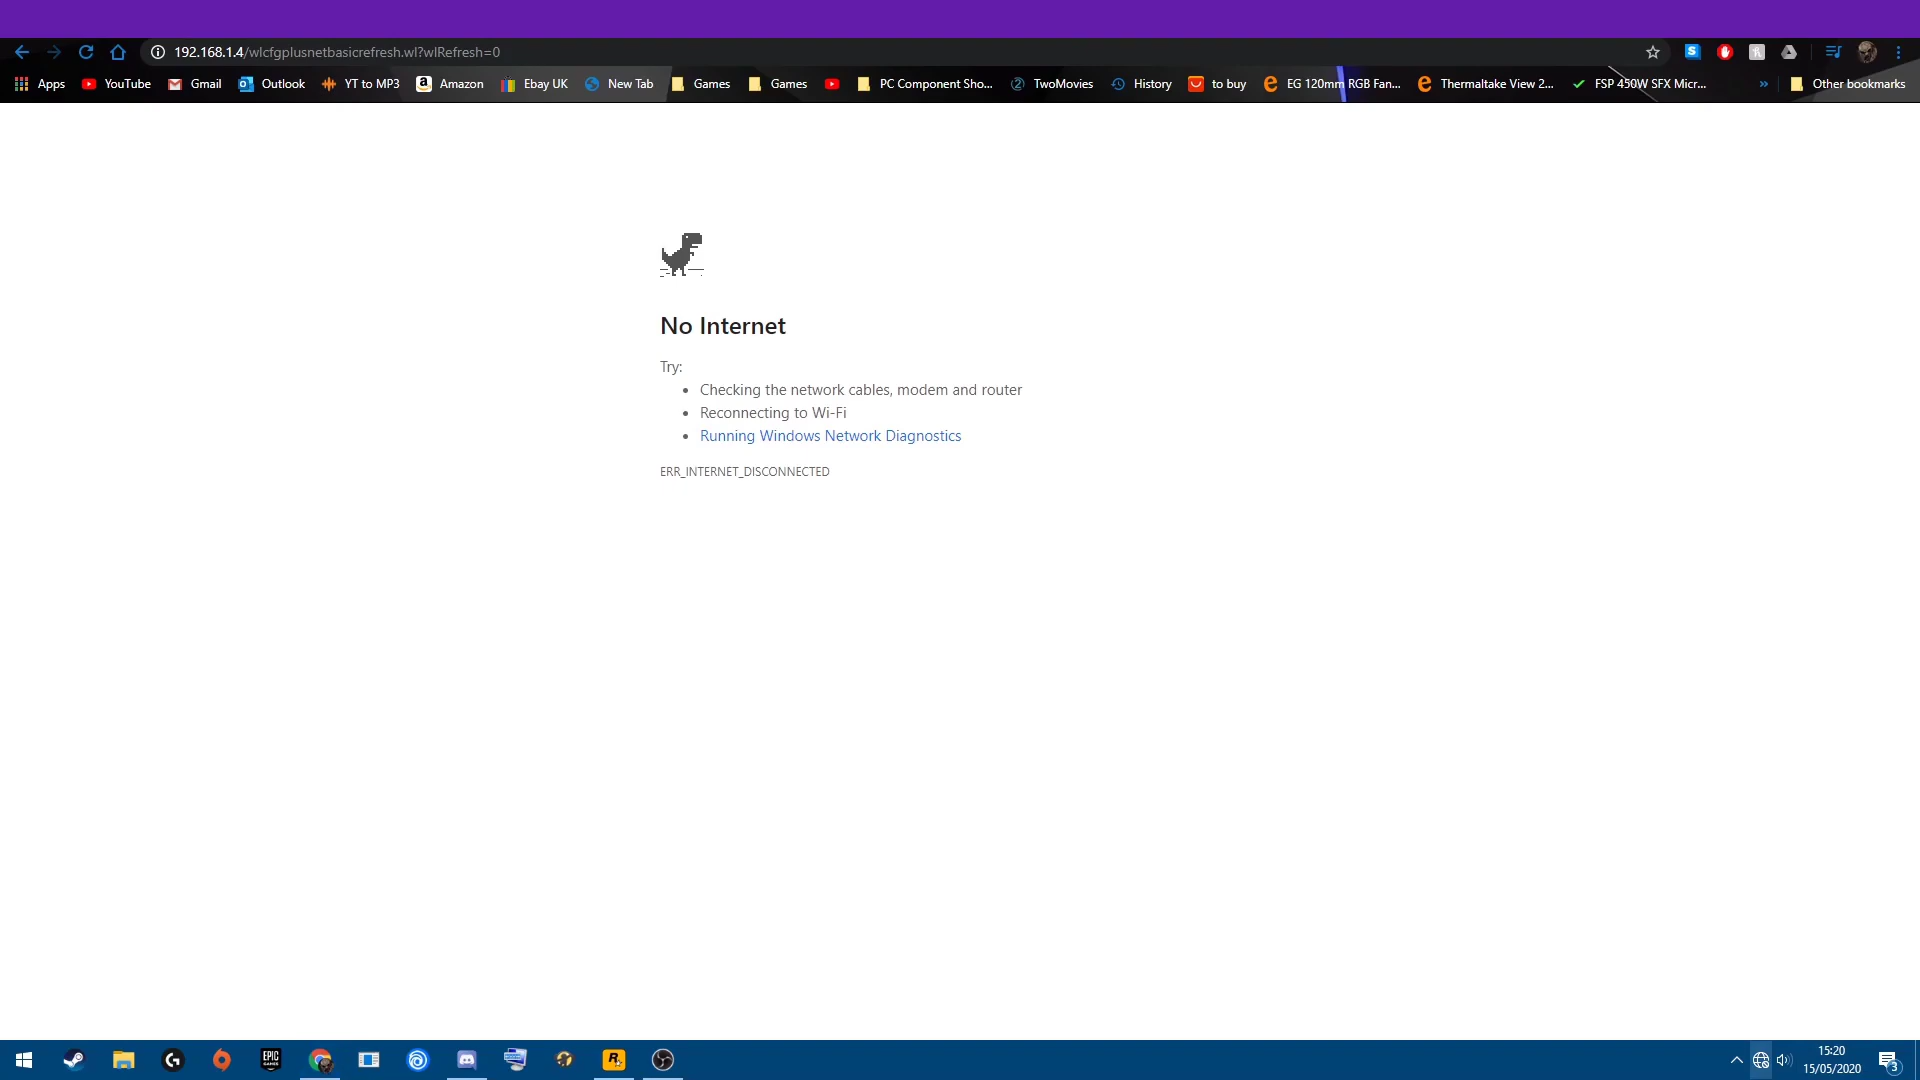 192.168.1.4/wlcfgplusnetbasicrefresh.wl?wlRefresh=0
Apps YouTube Gmail Outlook YT to MP3 Amazon Ebay UK New Tab Games Games PC Component Sho... TwoMovies History to buy EG 120mm RGB Fan... Thermaltake View 2... FSP 450W SFX Micr... » Other bookmarks
No Internet
Try:
• Checking the network cables, modem and router
• Reconnecting to Wi-Fi
• Running Windows Network Diagnostics
ERR_INTERNET_DISCONNECTED
EPIC GAMES
15:20
15/05/2020
3